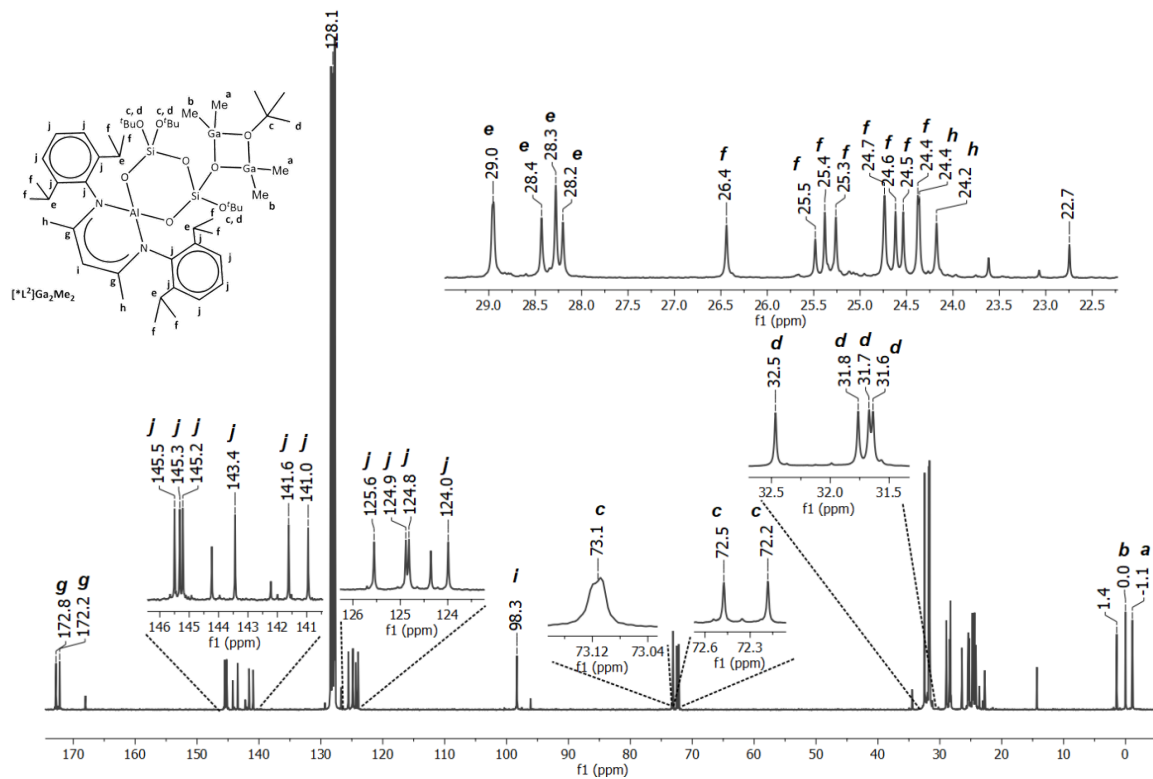 128.1
b
a
Me
Me
c, d
c, d
OᵗBu
OᵗBu
Ga
O
c
d
j
j
f
f
f
e
j
Si
O
O
Ga
a
Me
Me
b
j
j
N
O
Si
OᵗBu
c, d
f
f
e
Al
O
f
e
f
j
h
g
i
N
j
j
j
j
g
h
e
j
j
f
f
[*L²]Ga₂Me₂
e e e e f f f f f f f f h h
29.0 28.4 28.3 28.2 26.4 25.5 25.4 25.3 24.7 24.6 24.5 24.4 24.4 24.2 22.7
29.0 28.5 28.0 27.5 27.0 26.5 26.0 25.5 25.0 24.5 24.0 23.5 23.0 22.5
f1 (ppm)
d d d d
32.5 31.8 31.7 31.6
32.5 32.0 31.5
f1 (ppm)
j j j j j j
145.5 145.3 145.2 143.4 141.6 141.0
146 145 144 143 142 141
f1 (ppm)
j j j j
125.6 124.9 124.8 124.0
126 125 124
f1 (ppm)
c
73.1
73.12 73.04
f1 (ppm)
c c
72.5 72.2
72.6 72.3
f1 (ppm)
g g
172.8 172.2
i
98.3
b a
1.4 0.0 -1.1
170 160 150 140 130 120 110 100 90 80 70 60 50 40 30 20 10 0
f1 (ppm)